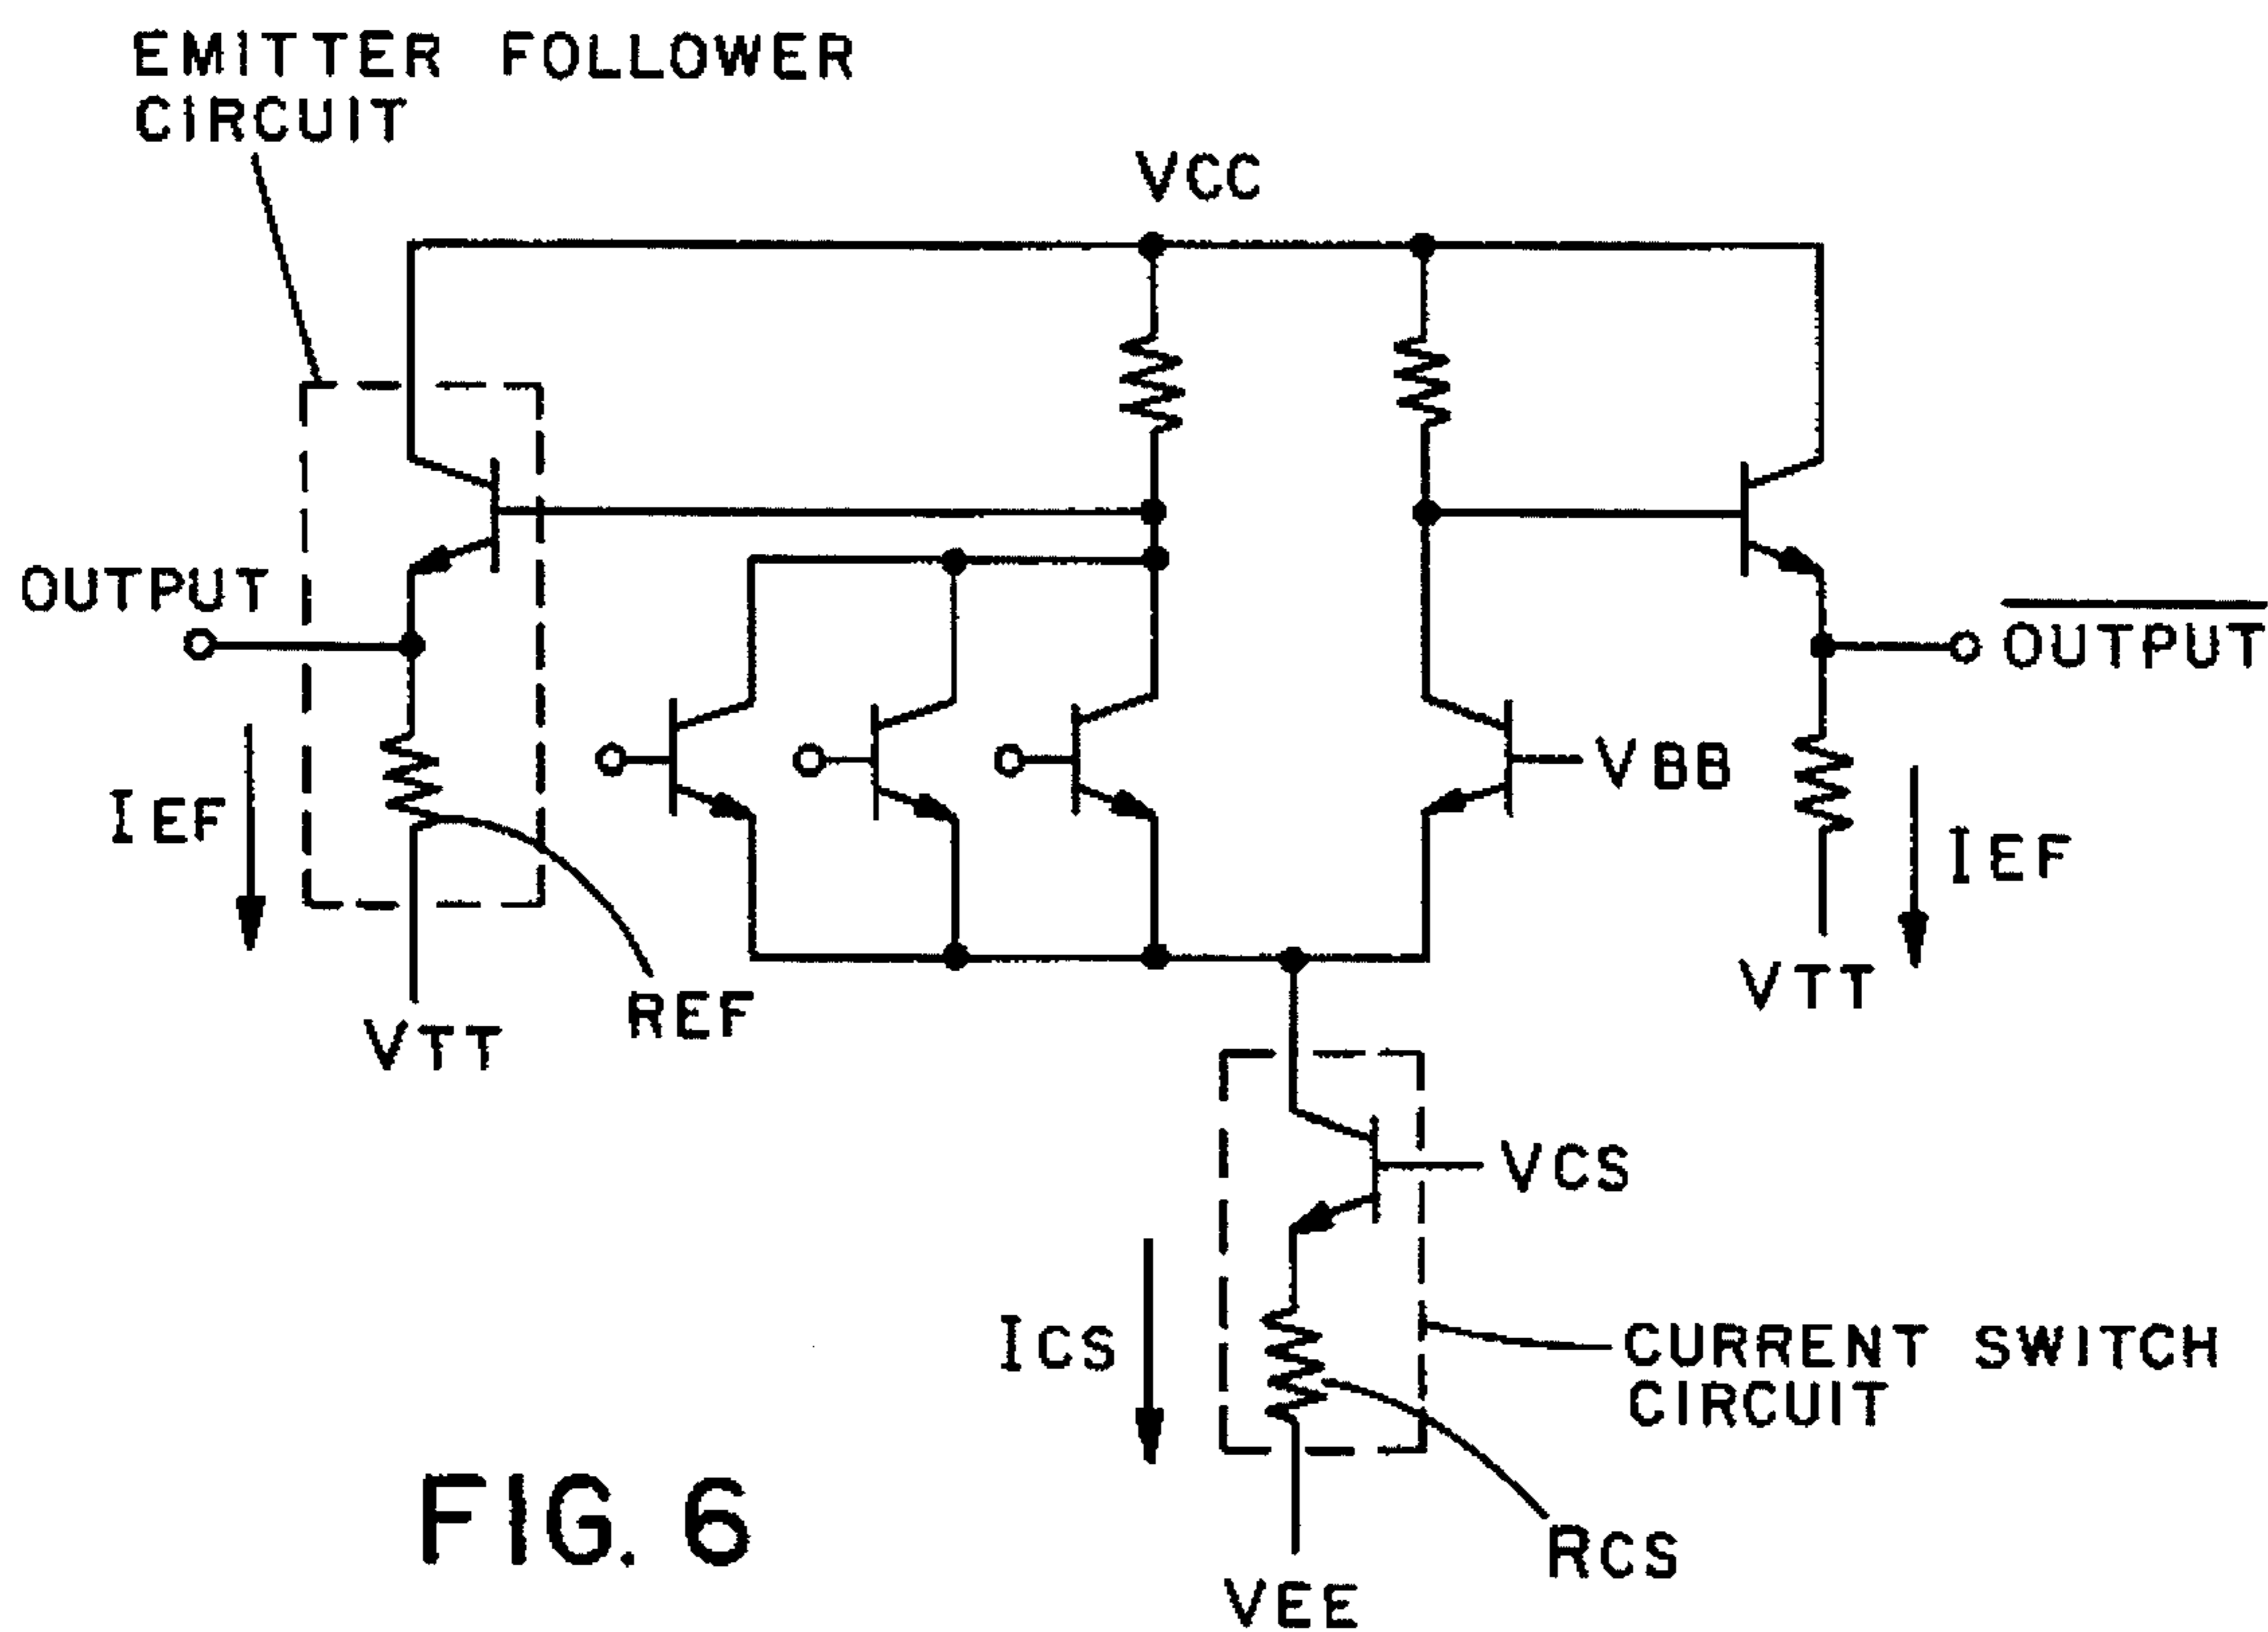 EMITTER FOLLOWER
CIRCUIT
VCC
OUTPUT
OUTPUT
VBB
IEF
IEF
VTT
REF
VTT
VCS
ICS
CURRENT SWITCH
CIRCUIT
RCS
VEE
FIG. 6